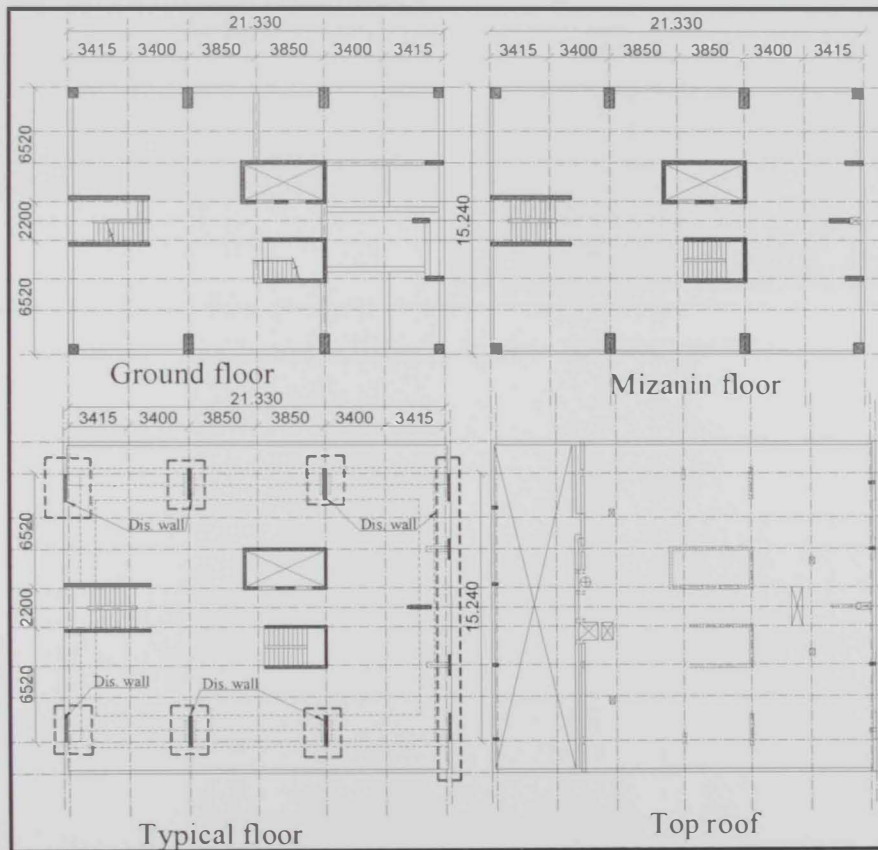 21.330
3415 3400 3850 3850 3400 3415
6520
2200
6520
Ground floor
21.330
3415 3400 3850 3850 3400 3415
15.240
Mizanin floor
21.330
3415 3400 3850 3850 3400 3415
6520
2200
6520
Dis. wall
Dis. wall
Dis. wall
Dis. wall
Typical floor
15.240
Top roof